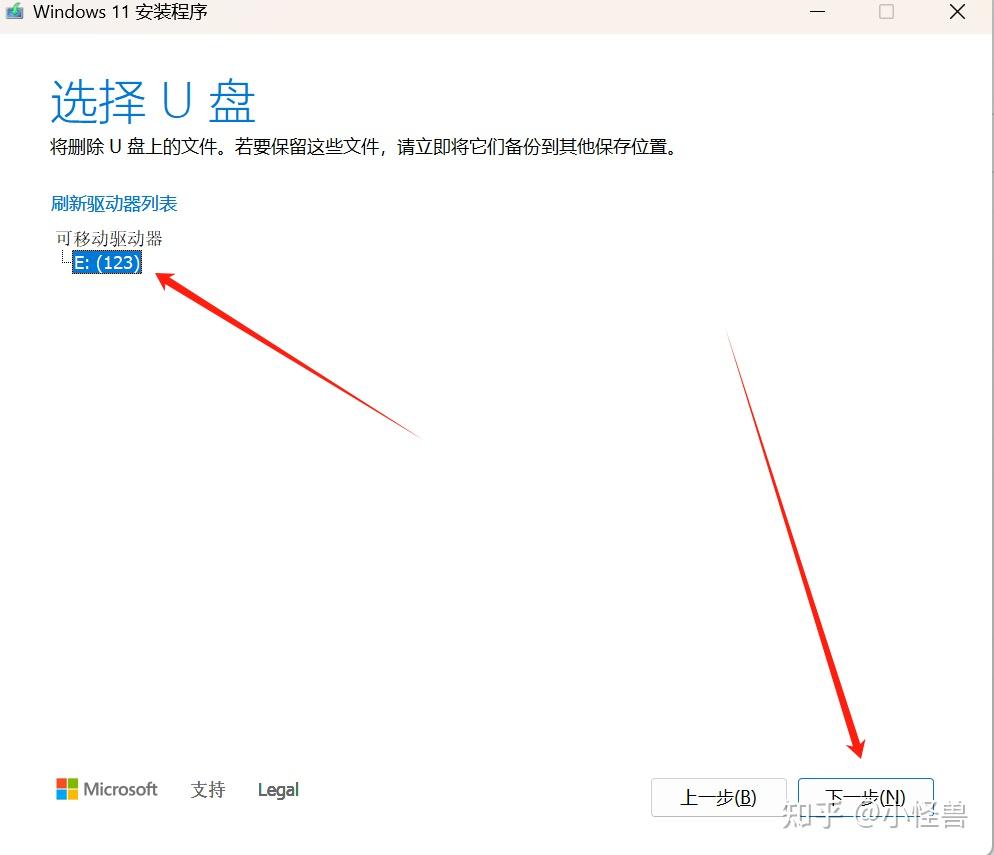 Windows 11 安装程序
选择 U 盘
将删除 U 盘上的文件。若要保留这些文件，请立即将它们备份到其他保存位置。
刷新驱动器列表
可移动驱动器
E: (123)
Microsoft 支持 Legal 上一步(B) 下一步(N)
知乎 @小怪兽